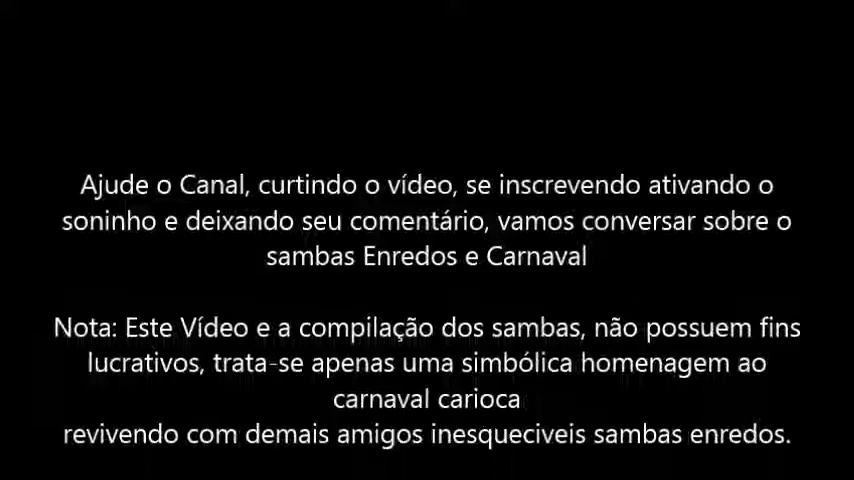 Ajude o Canal, curtindo o vídeo, se inscrevendo ativando o
soninho e deixando seu comentário, vamos conversar sobre o
sambas Enredos e Carnaval
Nota: Este Vídeo e a compilação dos sambas, não possuem fins
lucrativos, trata-se apenas uma simbólica homenagem ao
carnaval carioca
revivendo com demais amigos inesqueciveis sambas enredos.